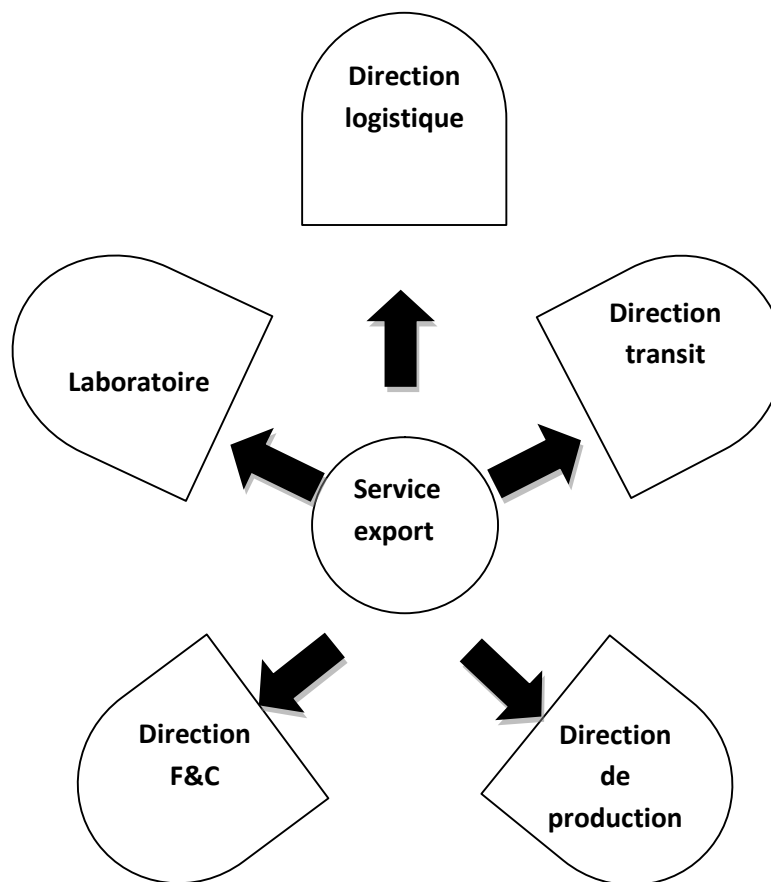 Direction
logistique
Direction
transit
Laboratoire
Service
export
Direction
F&C
Direction
de
production